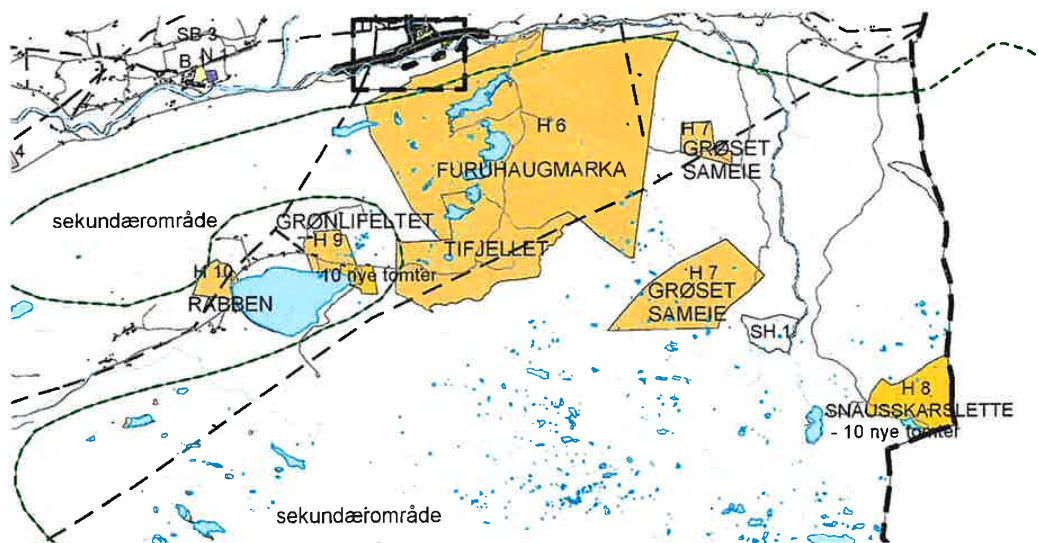 SB 3
B
N
4
H 6
FURUHAUGMARKA
H 7
GRØSET
SAMEIE
sekundærområde
GRØNLIFELTET
H 9
TIFJELLET
H 10
10 nye tomter
RABBEN
H 7
GRØSET
SAMEIE
SH 1
H 8
SNAUSSKARSLETTE
- 10 nye tomter
sekundærområde